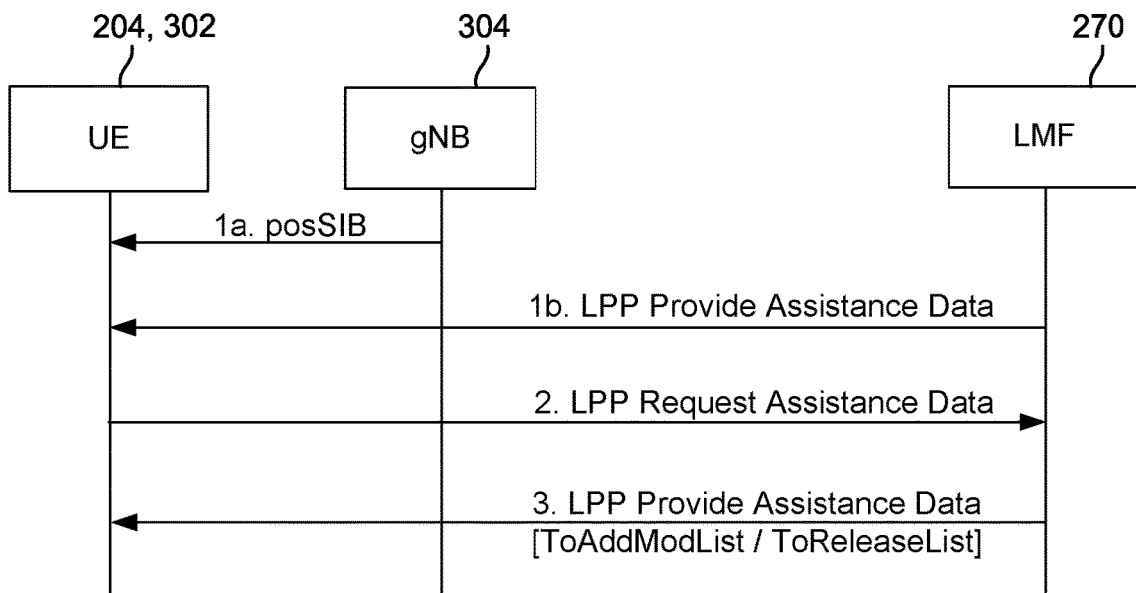 204, 302
304
270
UE
gNB
LMF
1a. posSIB
1b. LPP Provide Assistance Data
2. LPP Request Assistance Data
3. LPP Provide Assistance Data
[ToAddModList / ToReleaseList]